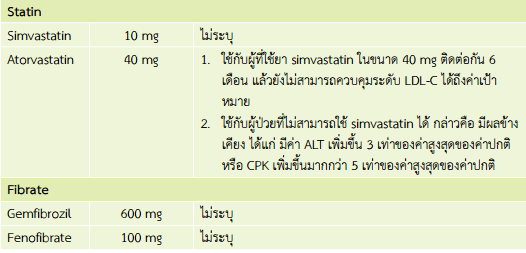 Statin
Simvastatin 10 mg ไม่ระบุ
Atorvastatin 40 mg 1. ใช้กับผู้ที่ใช้ยา simvastatin ในขนาด 40 mg ติดต่อกัน 6
เดือน แล้วยังไม่สามารถควบคุมระดับ LDL-C ได้ถึงค่าเป้า
หมาย
2. ใช้กับผู้ป่วยที่ไม่สามารถใช้ simvastatin ได้ กล่าวคือ มีผลข้าง
เคียง ได้แก่ มีค่า ALT เพิ่มขึ้น 3 เท่าของค่าสูงสุดของค่าปกติ
หรือ CPK เพิ่มขึ้นมากกว่า 5 เท่าของค่าสูงสุดของค่าปกติ
Fibrate
Gemfibrozil 600 mg ไม่ระบุ
Fenofibrate 100 mg ไม่ระบุ